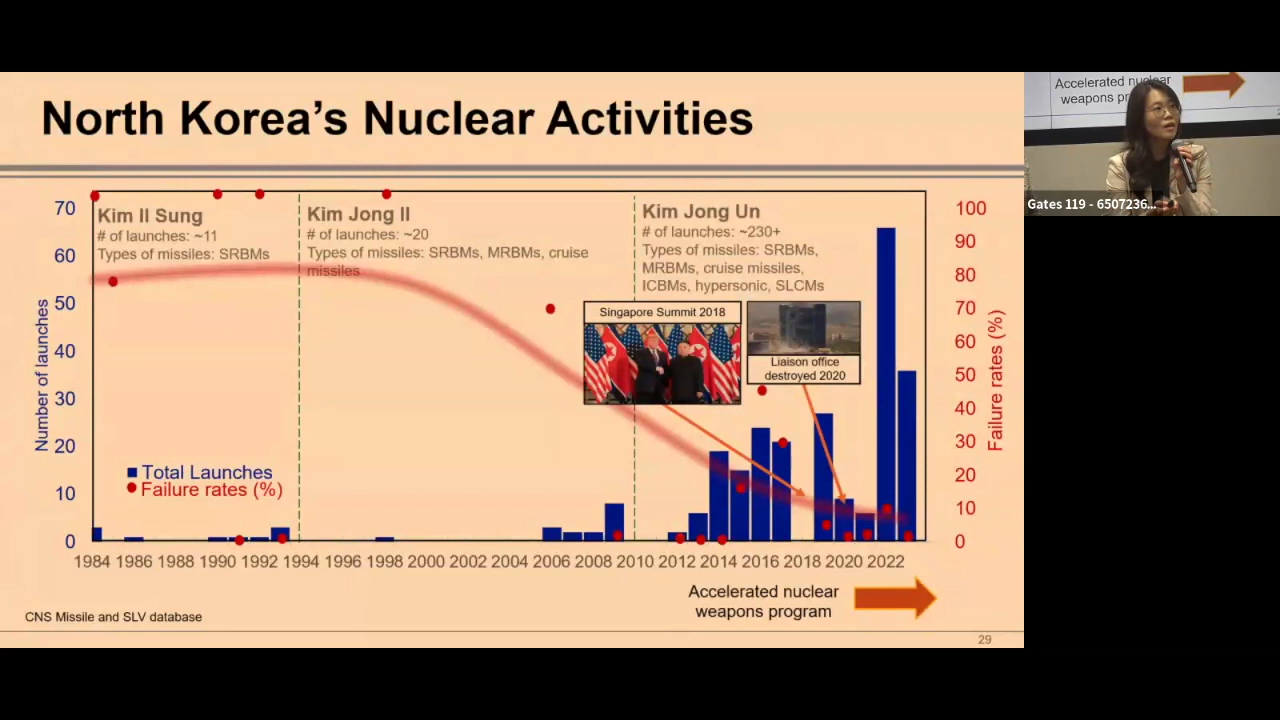 North Korea's Nuclear Activities
70
60
50
40
30
20
10
0
Number of launches
Kim Il Sung
# of launches: ~11
Types of missiles: SRBMs
Kim Jong Il
# of launches: ~20
Types of missiles: SRBMs, MRBMs, cruise
missiles
Kim Jong Un
# of launches: ~230+
Types of missiles: SRBMs,
MRBMs, cruise missiles,
ICBMs, hypersonic, SLCMs
Singapore Summit 2018
Liaison office
destroyed 2020
Total Launches
Failure rates (%)
100
90
80
70
60
50
40
30
20
10
0
Failure rates (%)
1984 1986 1988 1990 1992 1994 1996 1998 2000 2002 2004 2006 2008 2010 2012 2014 2016 2018 2020 2022
Accelerated nuclear
weapons program
CNS Missile and SLV database
29
Accelerated nuclear
weapons
Gates 119 - 6507236...